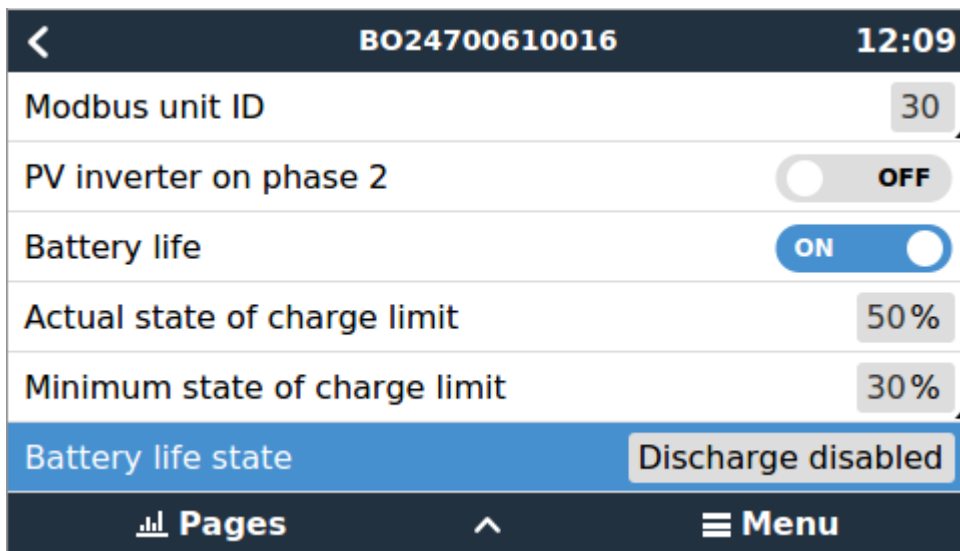 BO24700610016 12:09
Modbus unit ID 30
PV inverter on phase 2 OFF
Battery life ON
Actual state of charge limit 50%
Minimum state of charge limit 30%
Battery life state Discharge disabled
Pages Menu